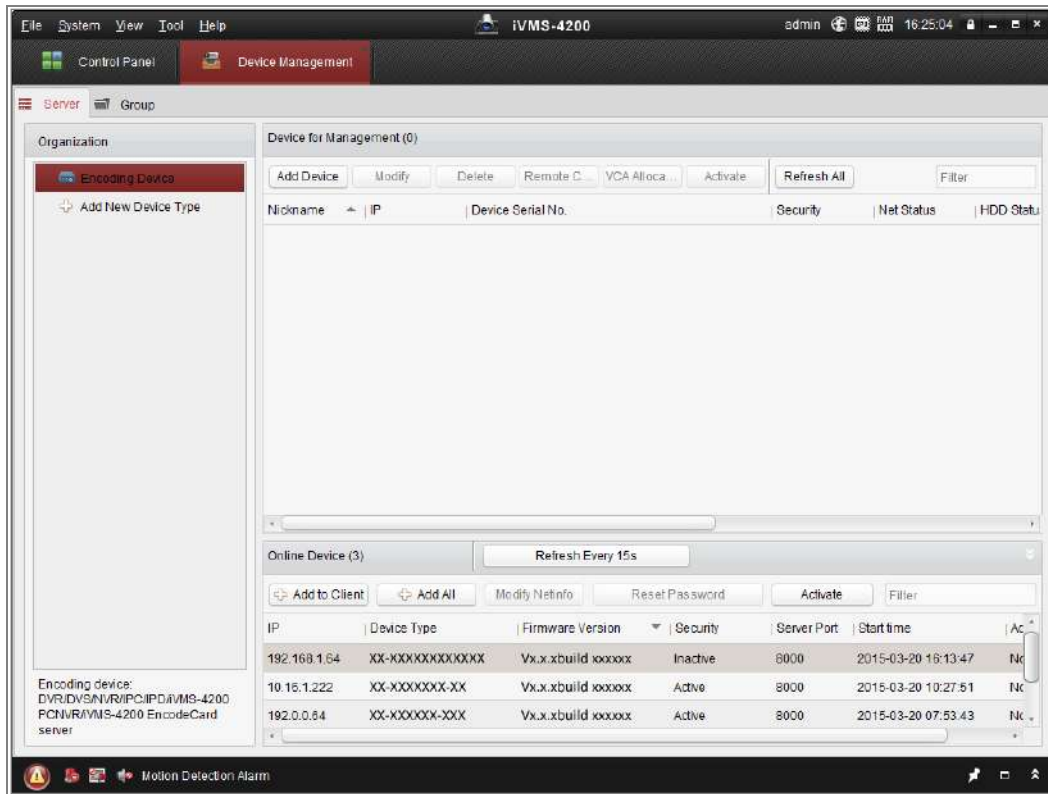 File System View Tool Help iVMS-4200 admin 16:25:04
Control Panel Device Management
Server Group
Organization
Encoding Device
Add New Device Type
Encoding device:
DVR/DVS/NVR/IPC/IPD/iVMS-4200
PCNVR/iVMS-4200 EncodeCard
server
Device for Management (0)
Add Device Modify Delete Remote C... VCA Alloca... Activate Refresh All Filter
Nickname IP Device Serial No. Security Net Status HDD Statu
Online Device (3) Refresh Every 15s
Add to Client Add All Modify Netinfo Reset Password Activate Filter
IP Device Type Firmware Version Security Server Port Start time Ac
192.168.1.64 XX-XXXXXXXXXXXX Vx.x.xbuild xxxxxx Inactive 8000 2015-03-20 16:13:47 No
10.16.1.222 XX-XXXXXXX-XX Vx.x.xbuild xxxxxx Active 8000 2015-03-20 10:27:51 No
192.0.0.64 XX-XXXXXX-XXX Vx.x.xbuild xxxxxx Active 8000 2015-03-20 07:53:43 No
Motion Detection Alarm